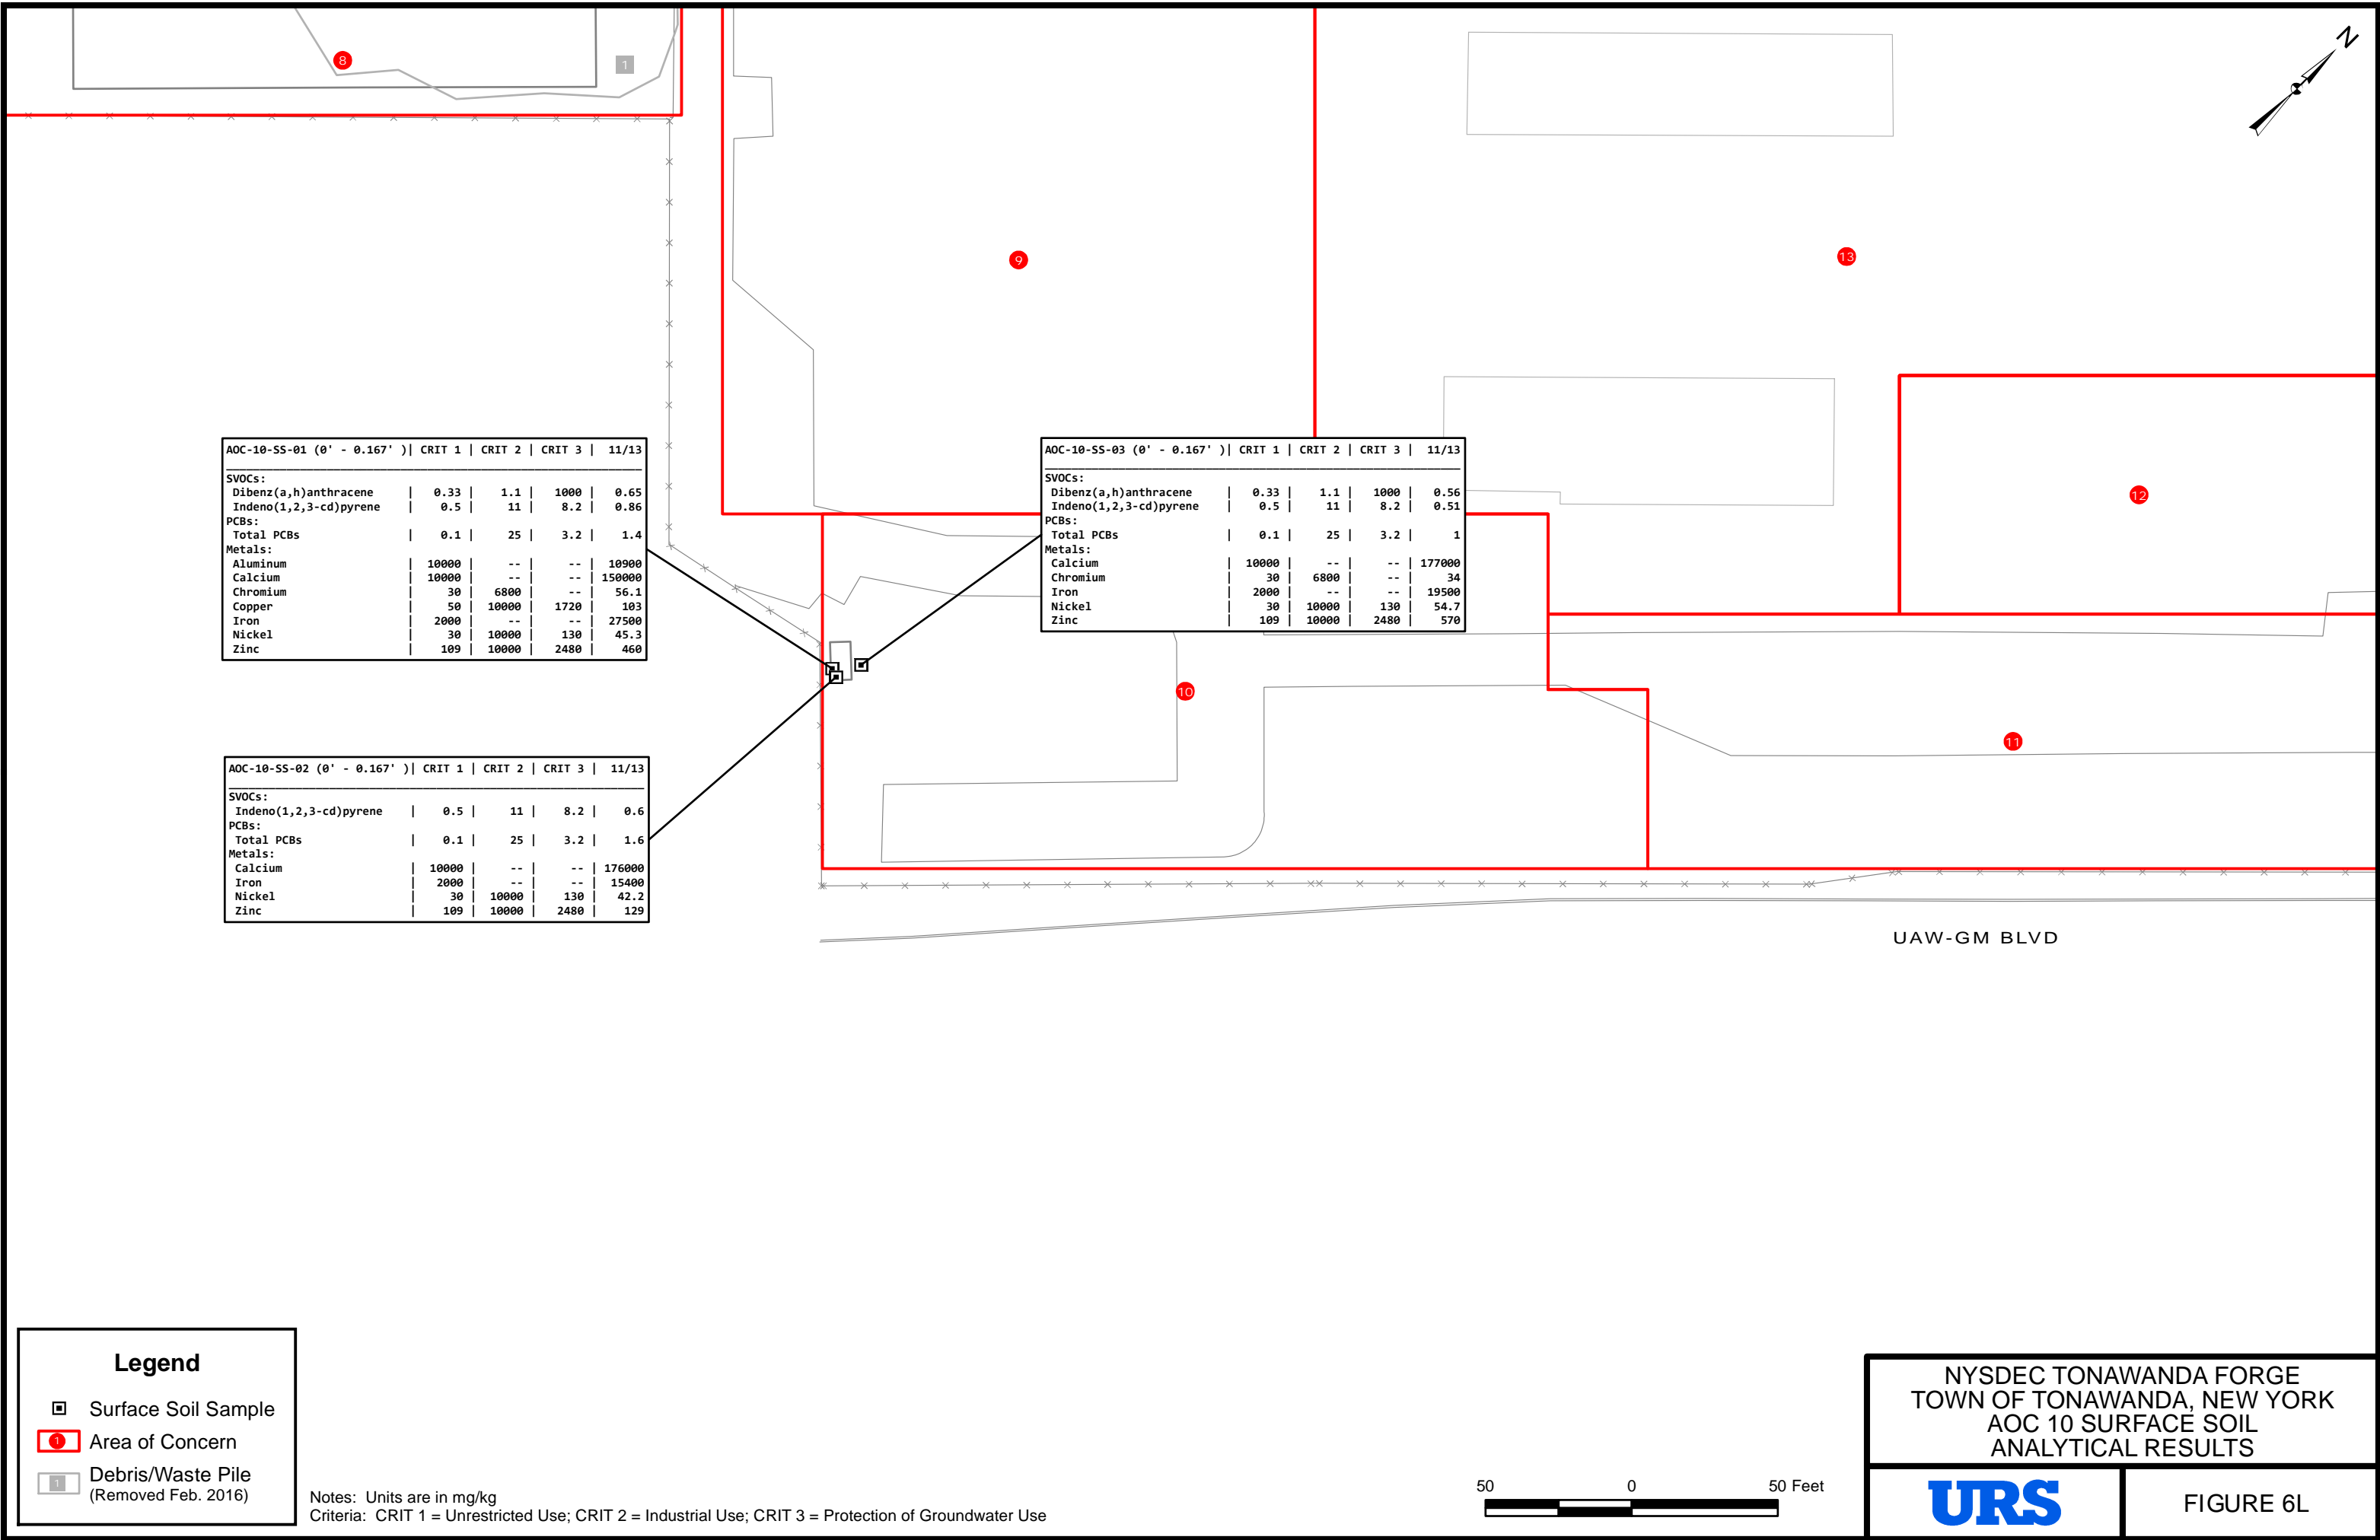 8
1
N
9
13
AOC-10-SS-01 (0' - 0.167' )| CRIT 1 | CRIT 2 | CRIT 3 | 11/13
SVOCs:
Dibenz(a,h)anthracene | 0.33 | 1.1 | 1000 | 0.65
Indeno(1,2,3-cd)pyrene | 0.5 | 11 | 8.2 | 0.86
PCBs:
Total PCBs | 0.1 | 25 | 3.2 | 1.4
Metals:
Aluminum | 10000 | -- | -- | 10900
Calcium | 10000 | -- | -- | 150000
Chromium | 30 | 6800 | -- | 56.1
Copper | 50 | 10000 | 1720 | 103
Iron | 2000 | -- | -- | 27500
Nickel | 30 | 10000 | 130 | 45.3
Zinc | 109 | 10000 | 2480 | 460
AOC-10-SS-03 (0' - 0.167' )| CRIT 1 | CRIT 2 | CRIT 3 | 11/13
SVOCs:
Dibenz(a,h)anthracene | 0.33 | 1.1 | 1000 | 0.56
Indeno(1,2,3-cd)pyrene | 0.5 | 11 | 8.2 | 0.51
PCBs:
Total PCBs | 0.1 | 25 | 3.2 | 1
Metals:
Calcium | 10000 | -- | -- | 177000
Chromium | 30 | 6800 | -- | 34
Iron | 2000 | -- | -- | 19500
Nickel | 30 | 10000 | 130 | 54.7
Zinc | 109 | 10000 | 2480 | 570
12
10
11
AOC-10-SS-02 (0' - 0.167' )| CRIT 1 | CRIT 2 | CRIT 3 | 11/13
SVOCs:
Indeno(1,2,3-cd)pyrene | 0.5 | 11 | 8.2 | 0.6
PCBs:
Total PCBs | 0.1 | 25 | 3.2 | 1.6
Metals:
Calcium | 10000 | -- | -- | 176000
Iron | 2000 | -- | -- | 15400
Nickel | 30 | 10000 | 130 | 42.2
Zinc | 109 | 10000 | 2480 | 129
UAW-GM BLVD
Legend
Surface Soil Sample
1 Area of Concern
1 Debris/Waste Pile
(Removed Feb. 2016)
Notes: Units are in mg/kg
Criteria: CRIT 1 = Unrestricted Use; CRIT 2 = Industrial Use; CRIT 3 = Protection of Groundwater Use
50 0 50 Feet
NYSDEC TONAWANDA FORGE
TOWN OF TONAWANDA, NEW YORK
AOC 10 SURFACE SOIL
ANALYTICAL RESULTS
URS
FIGURE 6L